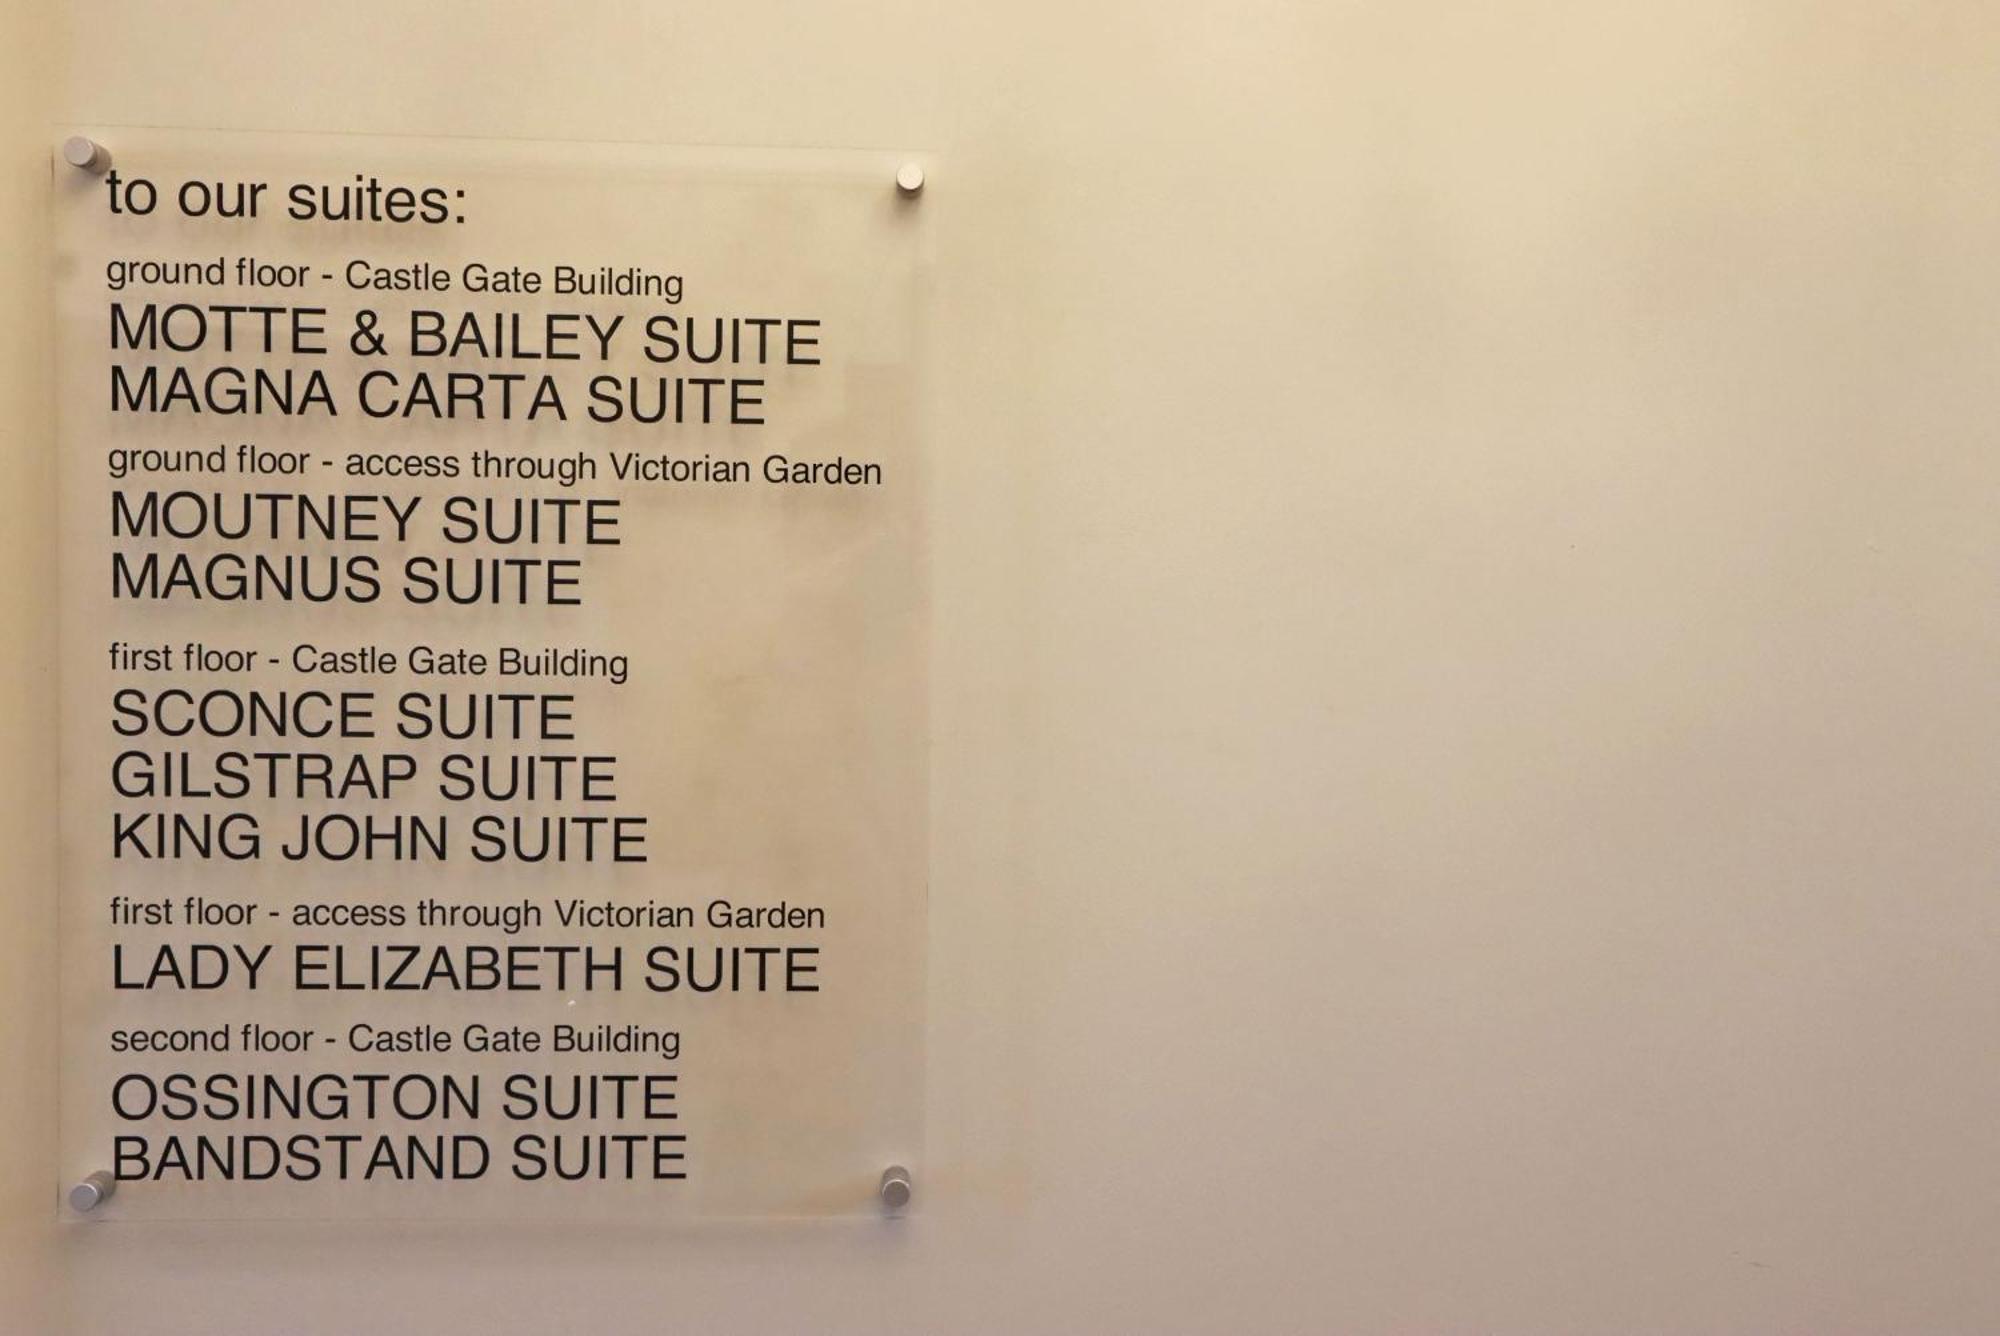 to our suites:
ground floor - Castle Gate Building
MOTTE & BAILEY SUITE
MAGNA CARTA SUITE
ground floor - access through Victorian Garden
MOUTNEY SUITE
MAGNUS SUITE
first floor - Castle Gate Building
SCONCE SUITE
GILSTRAP SUITE
KING JOHN SUITE
first floor - access through Victorian Garden
LADY ELIZABETH SUITE
second floor - Castle Gate Building
OSSINGTON SUITE
BANDSTAND SUITE